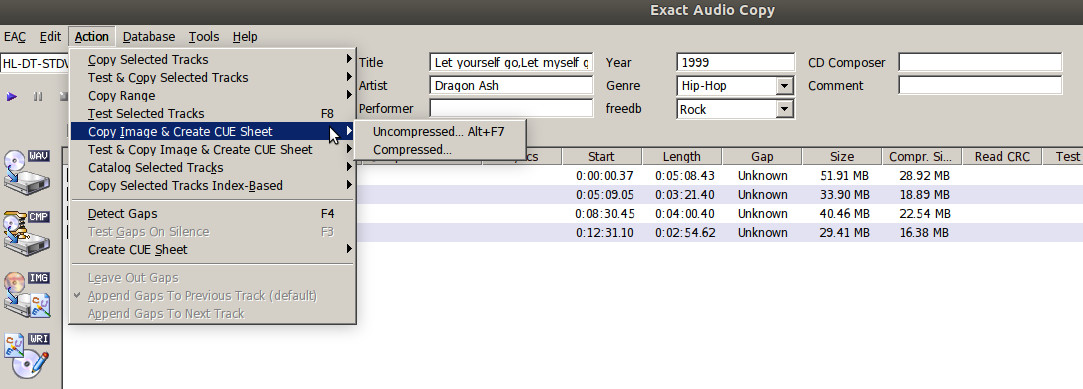 Exact Audio Copy
EAC Edit Action Database Tools Help
HL-DT-STDV
Title Let yourself go,Let myself g Year 1999 CD Composer
Artist Dragon Ash Genre Hip-Hop Comment
Performer freedb Rock
Copy Selected Tracks
Test & Copy Selected Tracks
Copy Range
Test Selected Tracks F8
Copy Image & Create CUE Sheet
Uncompressed... Alt+F7
Test & Copy Image & Create CUE Sheet
Compressed...
Catalog Selected Tracks
Copy Selected Tracks Index-Based
Detect Gaps F4
Test Gaps On Silence F3
Create CUE Sheet
Leave Out Gaps
Append Gaps To Previous Track (default)
Append Gaps To Next Track
WAV
CMP
IMG
WRI
Start Length Gap Size Compr. Si... Read CRC Test
0:00:00.37 0:05:08.43 Unknown 51.91 MB 28.92 MB
0:05:09.05 0:03:21.40 Unknown 33.90 MB 18.89 MB
0:08:30.45 0:04:00.40 Unknown 40.46 MB 22.54 MB
0:12:31.10 0:02:54.62 Unknown 29.41 MB 16.38 MB